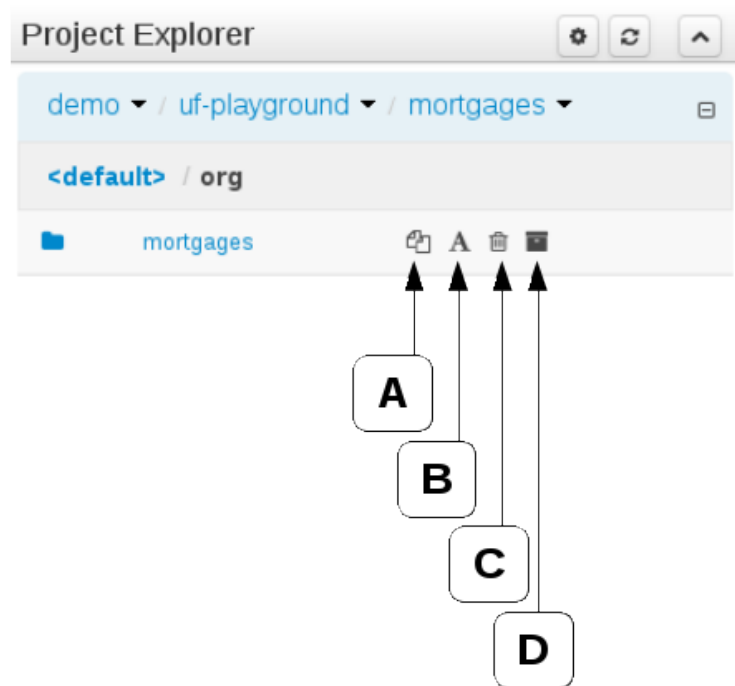 Project Explorer
demo / uf-playground / mortgages
<default> / org
mortgages
A
B
C
D